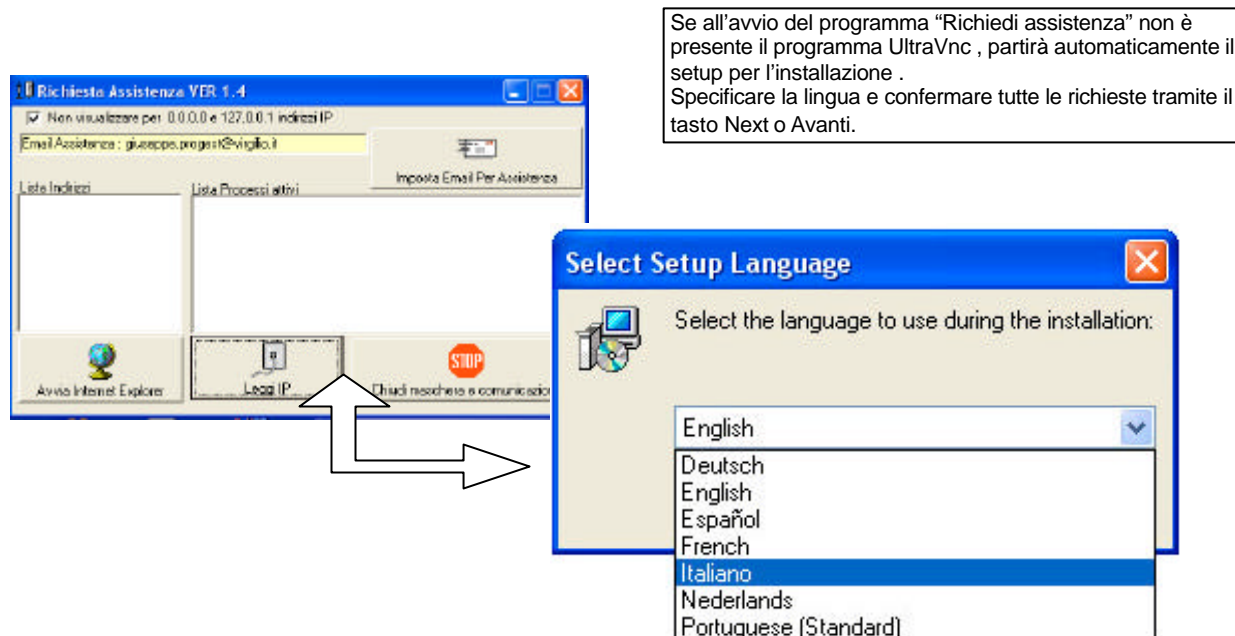 Se all'avvio del programma “Richiedi assistenza” non è
presente il programma UltraVnc , partirà automaticamente il
setup per l'installazione .
Specificare la lingua e confermare tutte le richieste tramite il
tasto Next o Avanti.
Richiesta Assistenza VER 1.4
Non visualizzare per 0.0.0.0 e 127.0.0.1 indirizzi IP
Email Assistenza : giuseppe.progest@virgilio.it
Imposta Email Per Assistenza
Lista Indirizzi
Lista Processi attivi
Avvia Internet Explorer
Leggi IP
STOP
Chiudi maschera e comunicazio
Select Setup Language
Select the language to use during the installation:
English
Deutsch
English
Español
French
Italiano
Nederlands
Portuguese (Standard)